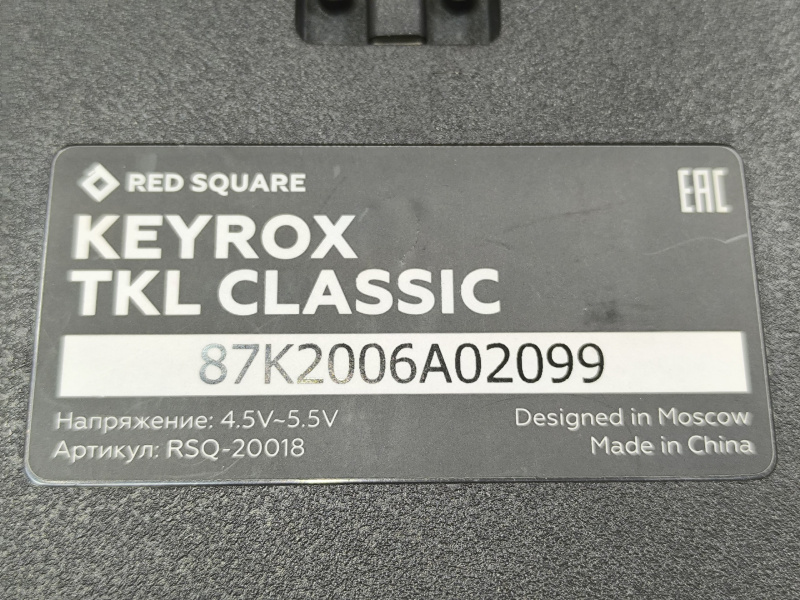 RED SQUARE
EAC
KEYROX
TKL CLASSIC
87K2006A02099
Напряжение: 4.5V~5.5V
Артикул: RSQ-20018
Designed in Moscow
Made in China